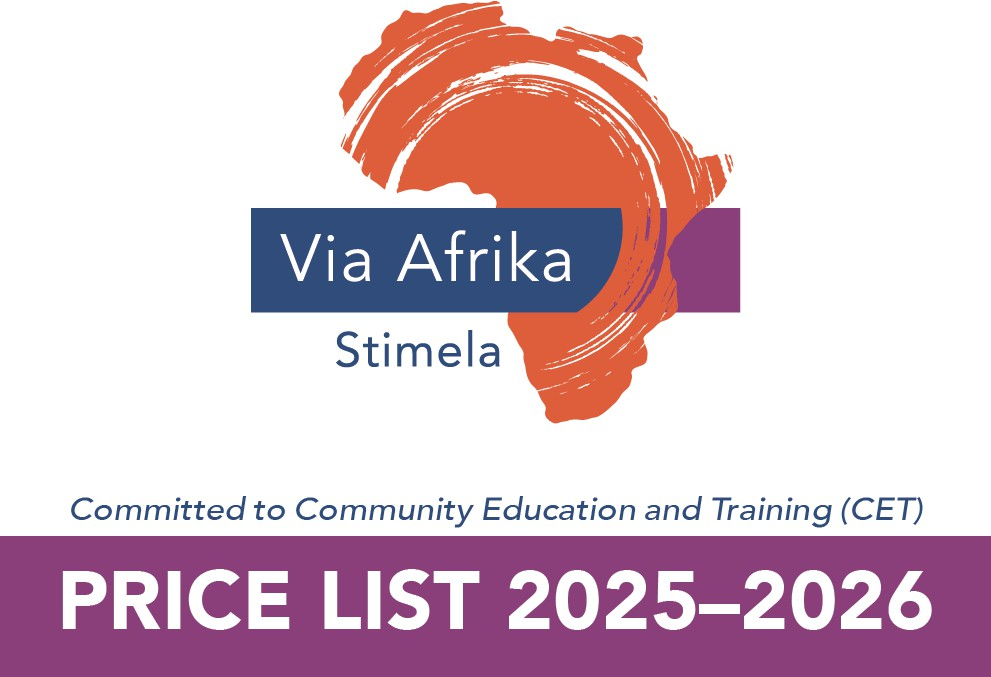 Via Afrika
Stimela
Committed to Community Education and Training (CET)
PRICE LIST 2025–2026